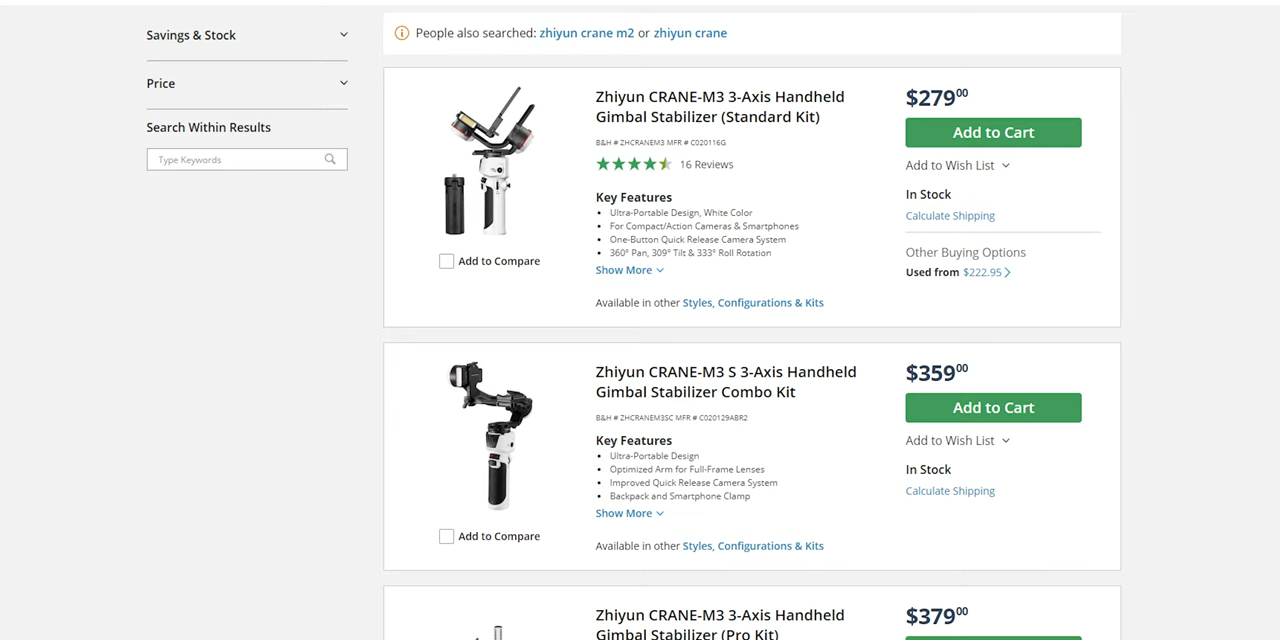 Savings & Stock
Price
Search Within Results
Type Keywords
People also searched: zhiyun crane m2 or zhiyun crane
Zhiyun CRANE-M3 3-Axis Handheld
Gimbal Stabilizer (Standard Kit)
B&H # ZHCRANEM3 MFR # C020116G
16 Reviews
Key Features
Ultra-Portable Design, White Color
For Compact/Action Cameras & Smartphones
One-Button Quick Release Camera System
360° Pan, 309° Tilt & 333° Roll Rotation
Show More
Available in other Styles, Configurations & Kits
Add to Compare
$279.00
Add to Cart
Add to Wish List
In Stock
Calculate Shipping
Other Buying Options
Used from $222.95
Zhiyun CRANE-M3 S 3-Axis Handheld
Gimbal Stabilizer Combo Kit
B&H # ZHCRANEM3SC MFR # C020129ABR2
Key Features
Ultra-Portable Design
Optimized Arm for Full-Frame Lenses
Improved Quick Release Camera System
Backpack and Smartphone Clamp
Show More
Available in other Styles, Configurations & Kits
Add to Compare
$359.00
Add to Cart
Add to Wish List
In Stock
Calculate Shipping
Zhiyun CRANE-M3 3-Axis Handheld
Gimbal Stabilizer (Pro Kit)
$379.00